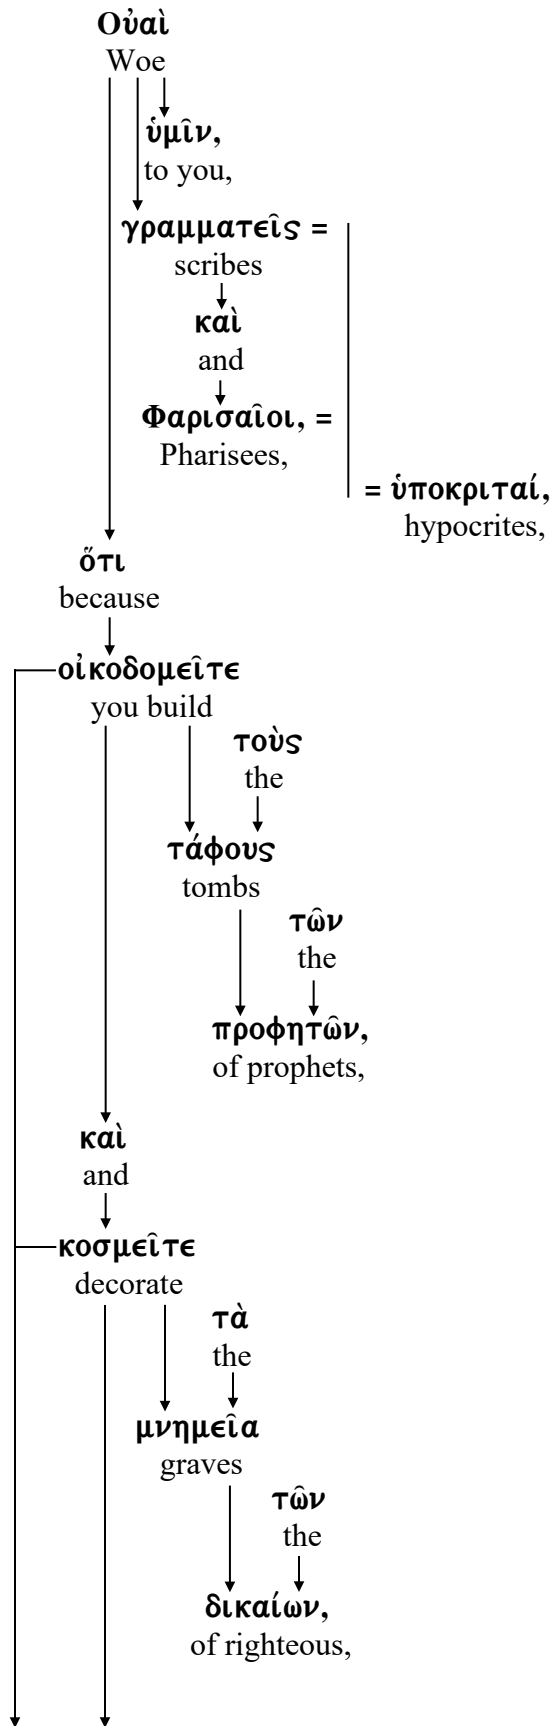 Οὐαὶ
Woe
ὑμῖν,
to you,
γραμματεῖς =
scribes
καὶ
and
Φαρισαῖοι, =
Pharisees,
= ὑποκριταί,
hypocrites,
ὅτι
because
οἰκοδομεῖτε
you build
τοὺς
the
τάφους
tombs
τῶν
the
προφητῶν,
of prophets,
καὶ
and
κοσμεῖτε
decorate
τὰ
the
μνημεῖα
graves
τῶν
the
δικαίων,
of righteous,